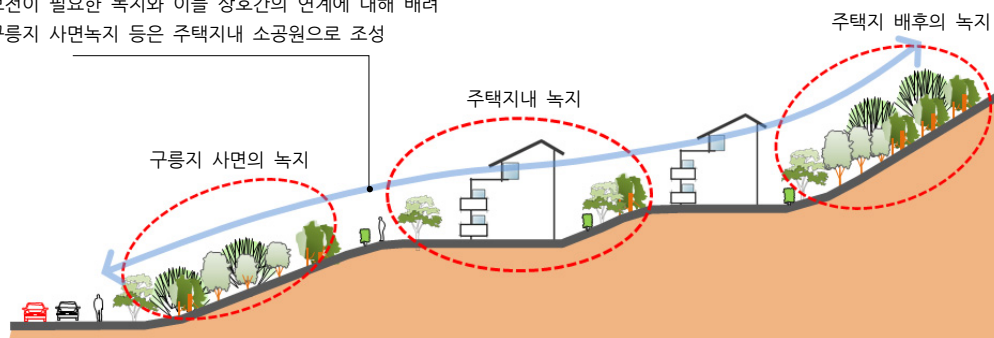 보전이 필요한 녹지와 이들 상호간의 연계에 대해 배려
구릉지 사면녹지 등은 주택지내 소공원으로 조성
주택지 배후의 녹지
주택지내 녹지
구릉지 사면의 녹지